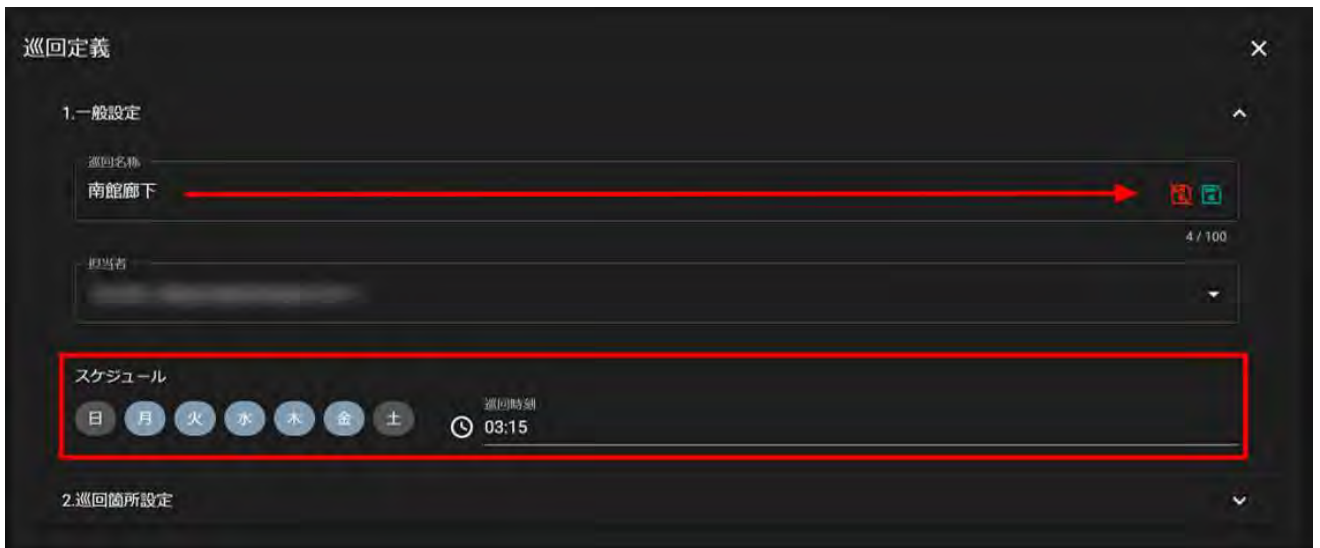 巡回定義
1.一般設定
巡回名称
南館廊下
4 / 100
担当者
スケジュール
日 月 火 水 木 金 土
巡回時刻
03:15
2.巡回箇所設定